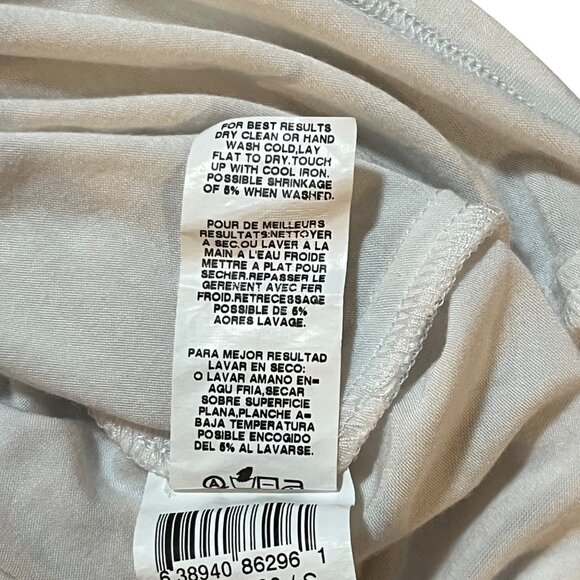 FOR BEST RESULTS
DRY CLEAN OR HAND
WASH COLD,LAY
FLAT TO DRY.TOUCH
UP WITH COOL IRON.
POSSIBLE SHRINKAGE
OF 5% WHEN WASHED.
POUR DE MEILLEURS
RESULTATS:NETTOYER
A SEC.OU LAVER A LA
MAIN A L'EAU FROIDE
METTRE A PLAT POUR
SECHER.REPASSER LE
GERENENT AVEC FER
FROID.RETRECESSAGE
POSSIBLE DE 5%
AORES LAVAGE.
PARA MEJOR RESULTAD
LAVAR EN SECO:
O LAVAR AMANO EN=
AGU FRIA,SECAR
SOBRE SUPERFICIE
PLANA,PLANCHE A=
BAJA TEMPERATURA
POSIBLE ENCOGIDO
DEL 5% AL LAVARSE.
A
6 38940 86296 1